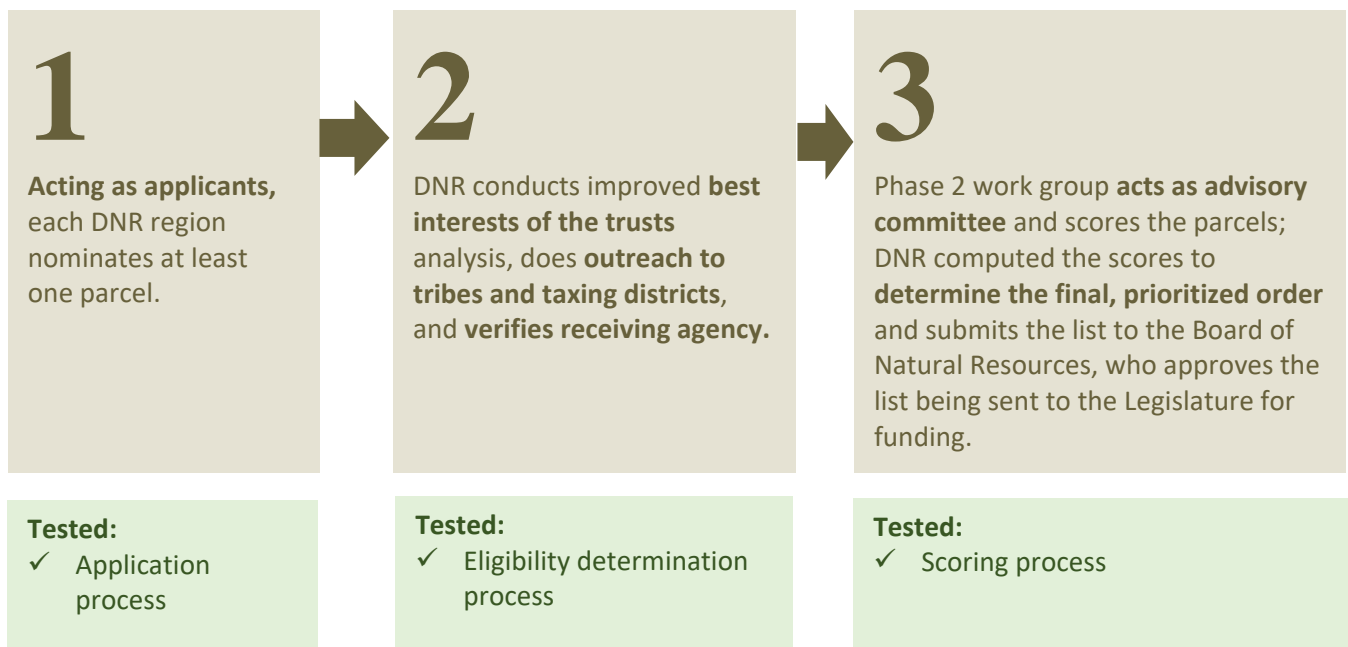 1
Acting as applicants,
each DNR region
nominates at least
one parcel.
2
DNR conducts improved best
interests of the trusts
analysis, does outreach to
tribes and taxing districts,
and verifies receiving agency.
3
Phase 2 work group acts as advisory
committee and scores the parcels;
DNR computed the scores to
determine the final, prioritized order
and submits the list to the Board of
Natural Resources, who approves the
list being sent to the Legislature for
funding.
Tested:
✓ Application
process
Tested:
✓ Eligibility determination
process
Tested:
✓ Scoring process